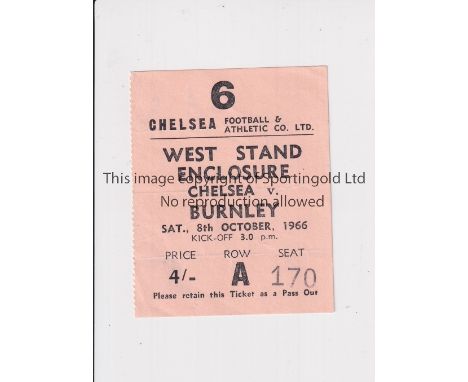 6
CHELSEA FOOTBALL & ATHLETIC CO. LTD.
WEST STAND
ENCLOSURE
This image copyright of Sportingold Ltd
CHELSEA v.
No reproduction allowed
BURNLEY
SAT., 8th OCTOBER, 1966
KICK-OFF 3.0 p.m.
PRICE ROW SEAT
4/- A 170
Please retain this Ticket as a Pass Out